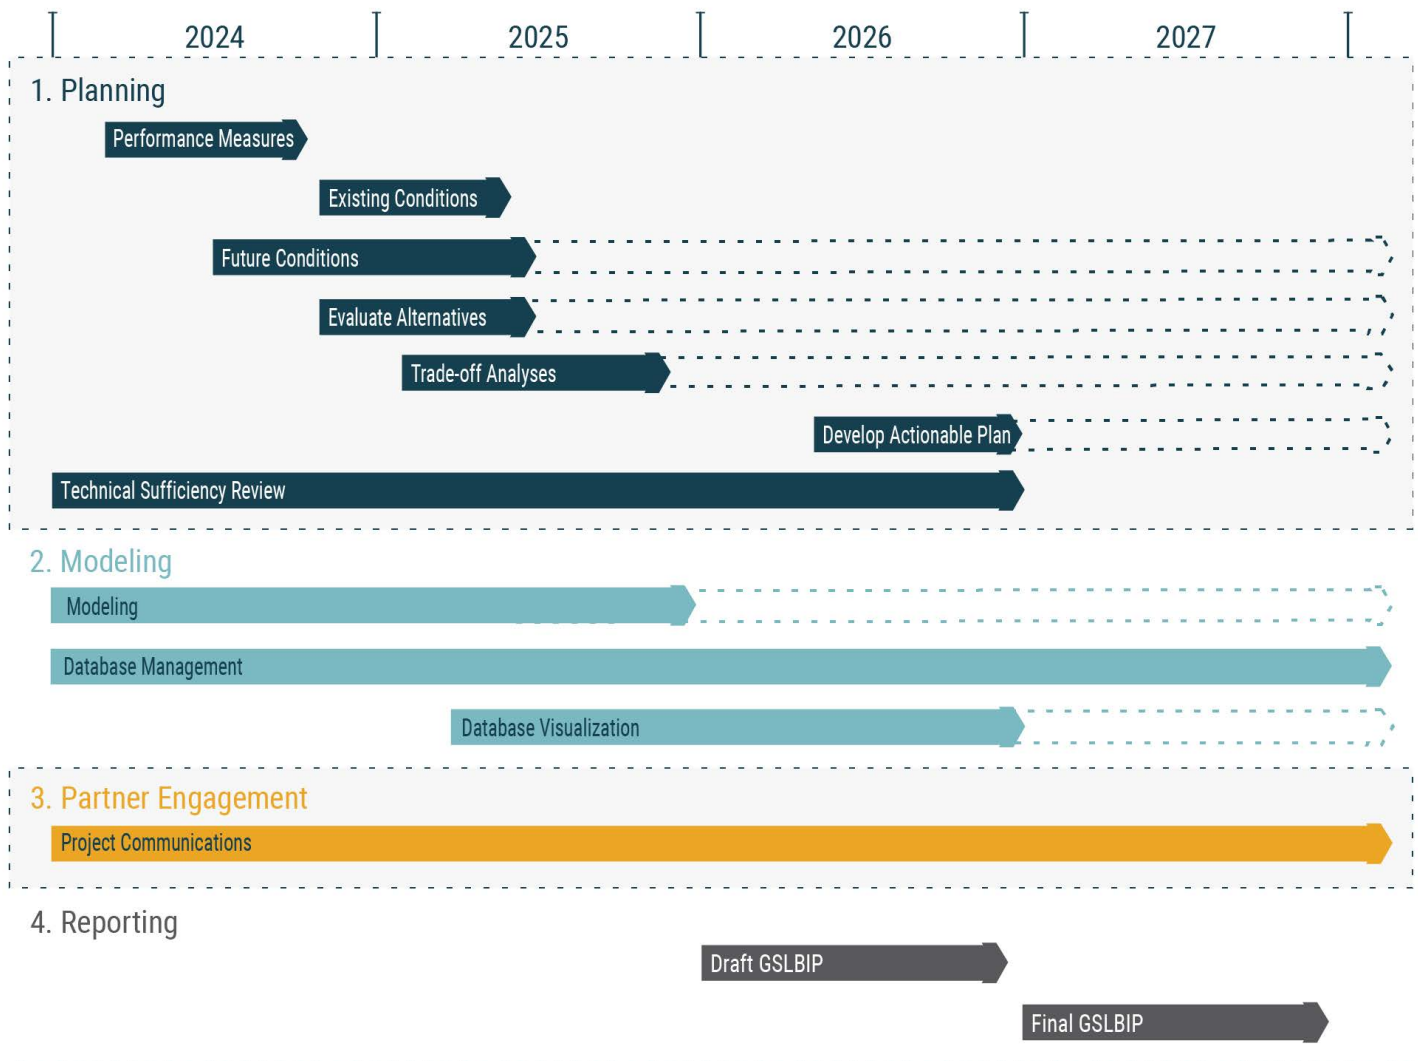 2024 2025 2026 2027
1. Planning
Performance Measures
Existing Conditions
Future Conditions
Evaluate Alternatives
Trade-off Analyses
Develop Actionable Plan
Technical Sufficiency Review
2. Modeling
Modeling
Database Management
Database Visualization
3. Partner Engagement
Project Communications
4. Reporting
Draft GSLBIP
Final GSLBIP